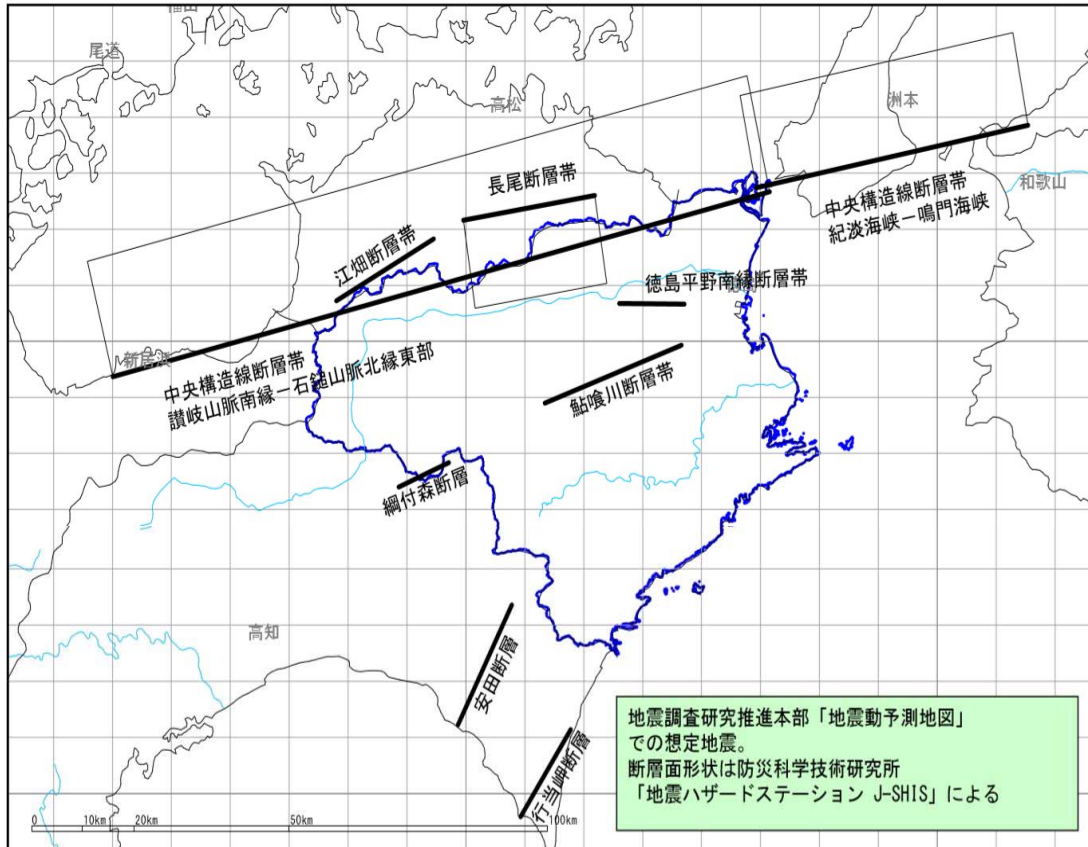 福山
尾道
高松
洲本
和歌山
長尾断層帯
中央構造線断層帯
紀淡海峡－鳴門海峡
江畑断層帯
徳島平野南縁断層帯
新居浜
中央構造線断層帯
讃岐山脈南縁－石鎚山脈北縁東部
鮎喰川断層帯
綱付森断層
高知
安田断層
行当岬断層
地震調査研究推進本部「地震動予測地図」
での想定地震。
断層面形状は防災科学技術研究所
「地震ハザードステーション J-SHIS」による
0 10km 20km 50km 100km